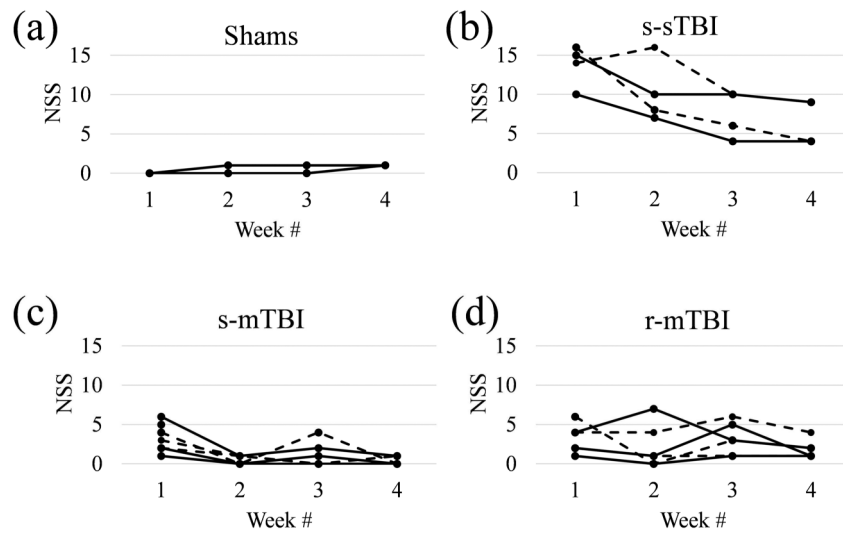 (a)
Shams
15
10
5
0
NSS
1 2 3 4
Week #
(b)
s-sTBI
15
10
5
0
NSS
1 2 3 4
Week #
(c)
s-mTBI
15
10
5
0
NSS
1 2 3 4
Week #
(d)
r-mTBI
15
10
5
0
NSS
1 2 3 4
Week #